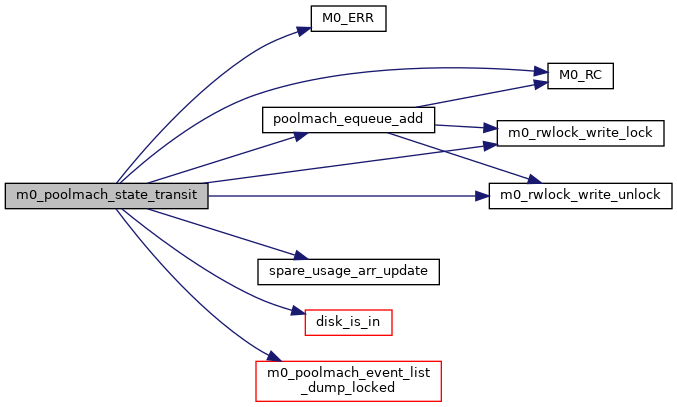 M0_ERR
M0_RC
poolmach_equeue_add
m0_rwlock_write_lock
m0_poolmach_state_transit
m0_rwlock_write_unlock
spare_usage_arr_update
disk_is_in
m0_poolmach_event_list
_dump_locked